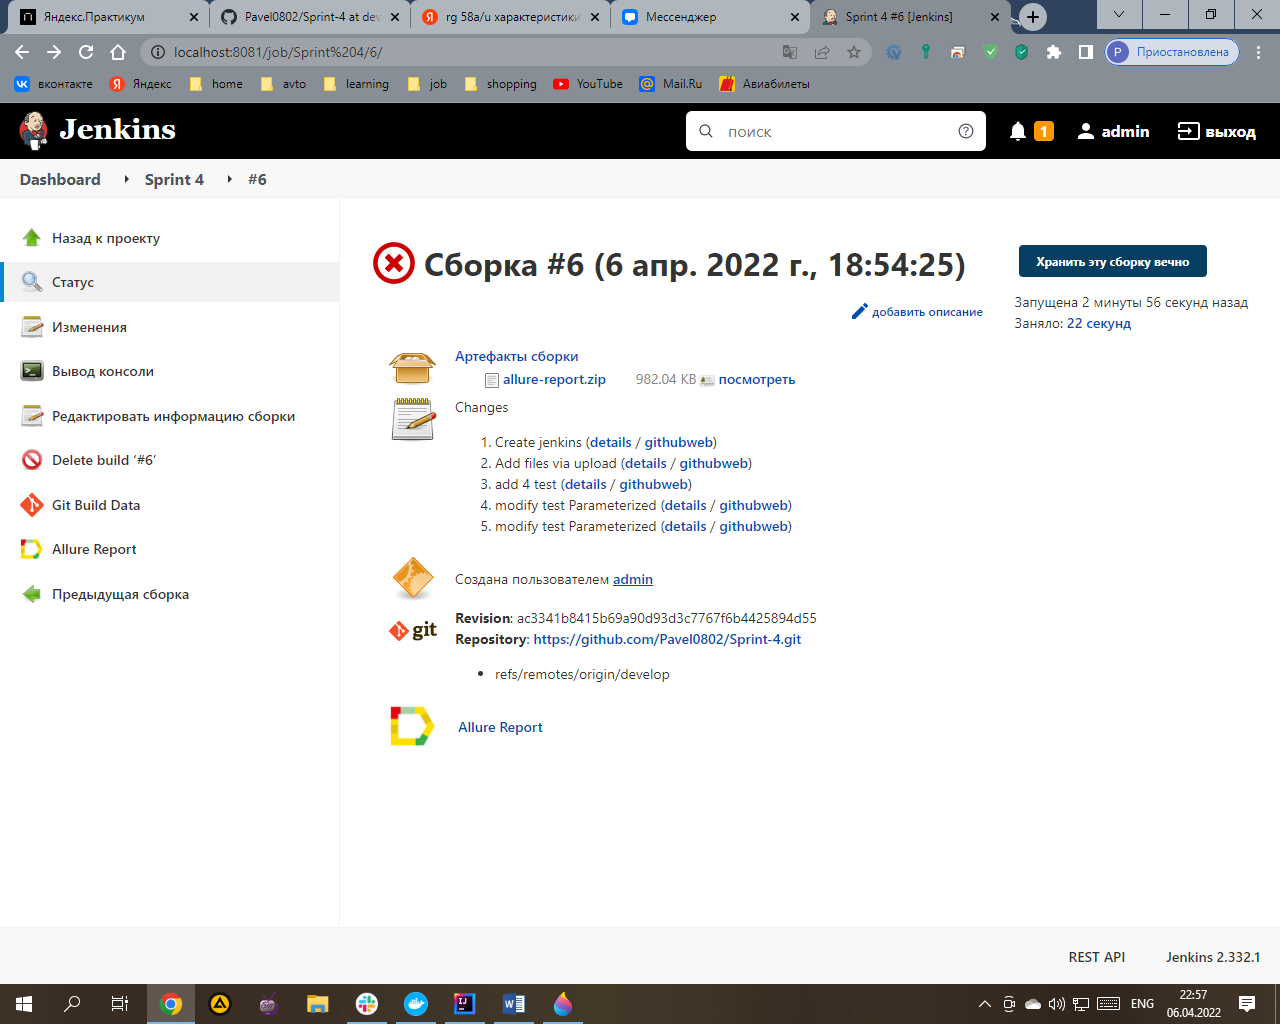 Яндекс.Практикум
Pavel0802/Sprint-4 at dev
rg 58a/u характеристики
Мессенджер
Sprint 4 #6 [Jenkins]
localhost:8081/job/Sprint%204/6/
P Приостановлена
вконтакте
Яндекс
home
avto
learning
job
shopping
YouTube
Mail.Ru
Авиабилеты
Jenkins
поиск
1
admin
выход
Dashboard
Sprint 4
#6
Назад к проекту
Статус
Изменения
Вывод консоли
Редактировать информацию сборки
Delete build ‘#6’
Git Build Data
Allure Report
Предыдущая сборка
Сборка #6 (6 апр. 2022 г., 18:54:25)
Хранить эту сборку вечно
добавить описание
Запущена 2 минуты 56 секунд назад
Заняло: 22 секунд
Артефакты сборки
allure-report.zip 982.04 KB посмотреть
Changes
1. Create jenkins (details / githubweb)
2. Add files via upload (details / githubweb)
3. add 4 test (details / githubweb)
4. modify test Parameterized (details / githubweb)
5. modify test Parameterized (details / githubweb)
Создана пользователем admin
git
Revision: ac3341b8415b69a90d93d3c7767f6b4425894d55
Repository: https://github.com/Pavel0802/Sprint-4.git
• refs/remotes/origin/develop
Allure Report
REST API
Jenkins 2.332.1
ENG
22:57
06.04.2022